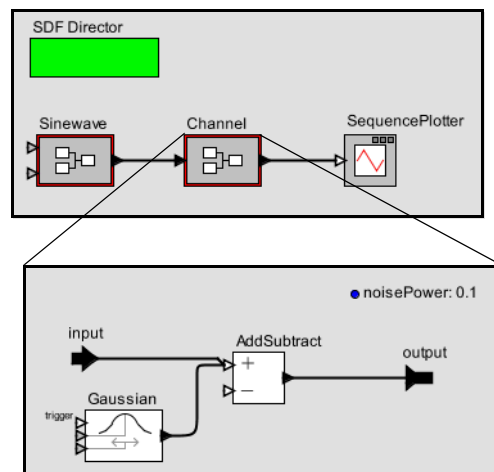 SDF Director
Sinewave
Channel
SequencePlotter
noisePower: 0.1
input
AddSubtract
output
+
−
Gaussian
trigger